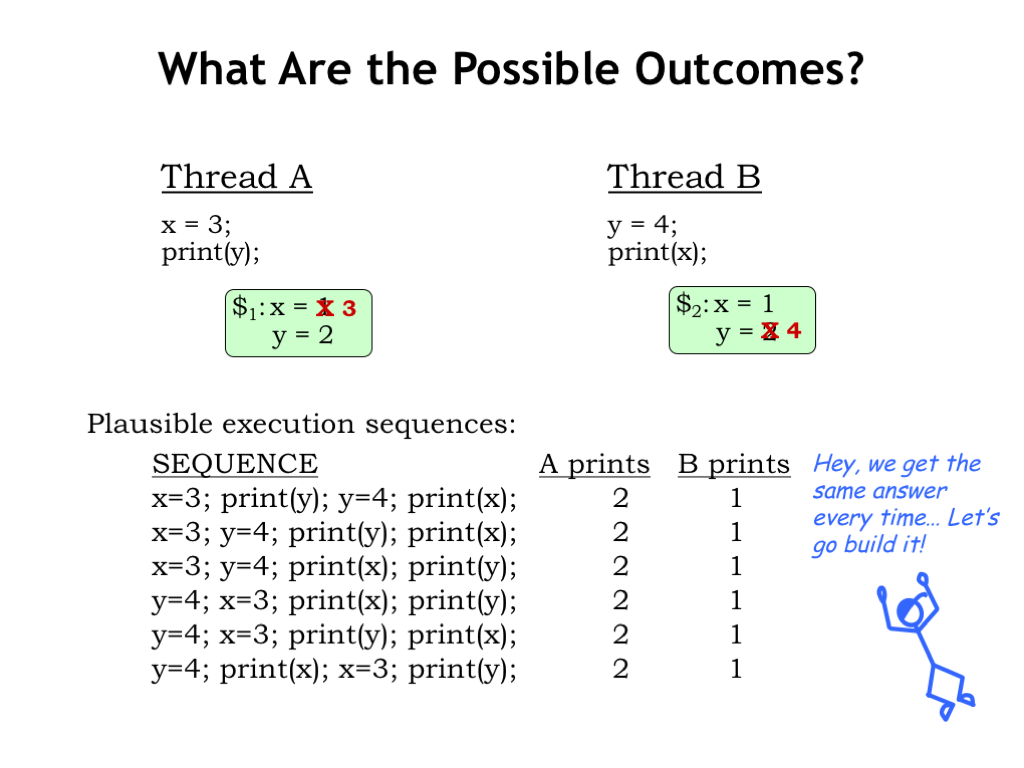 What Are the Possible Outcomes?
Thread A
x = 3;
print(y);
Thread B
y = 4;
print(x);
$1: x = 1 X 3
y = 2
$2: x = 1
y = 2 X 4
Plausible execution sequences:
SEQUENCE A prints B prints
x=3; print(y); y=4; print(x); 2 1
x=3; y=4; print(y); print(x); 2 1
x=3; y=4; print(x); print(y); 2 1
y=4; x=3; print(x); print(y); 2 1
y=4; x=3; print(y); print(x); 2 1
y=4; print(x); x=3; print(y); 2 1
Hey, we get the
same answer
every time… Let's
go build it!